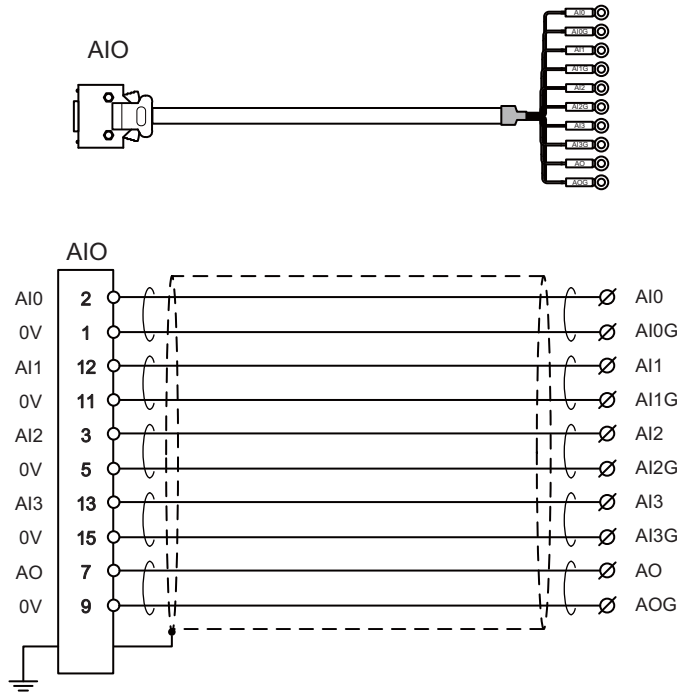 AI0
AI0G
AI1
AI1G
AI2
AI2G
AI3
AI3G
AO
AOG
AIO
AIO
AI0 2 AI0
0V 1 AI0G
AI1 12 AI1
0V 11 AI1G
AI2 3 AI2
0V 5 AI2G
AI3 13 AI3
0V 15 AI3G
AO 7 AO
0V 9 AOG